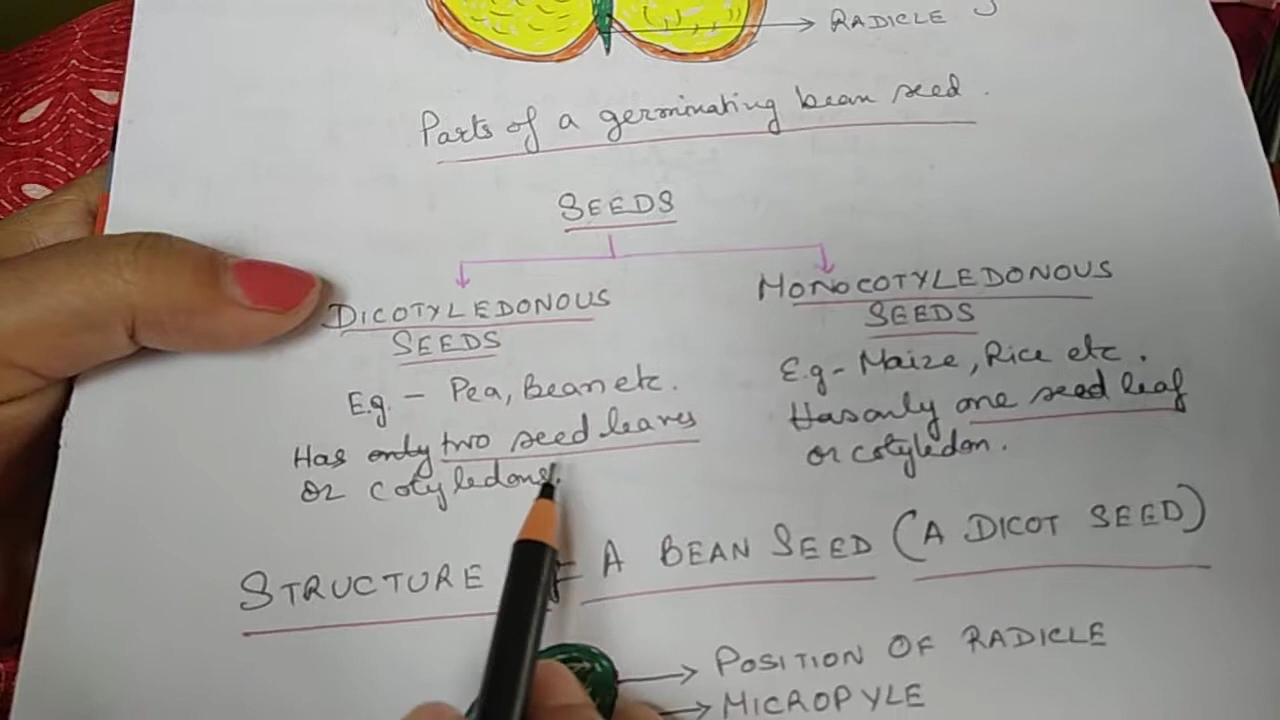 RADICLE
Parts of a germinating bean seed.
SEEDS
DICOTYLEDONOUS
SEEDS
E.g. - Pea, Bean etc.
Has only two seed leaves
or cotyledons.
MONOCOTYLEDONOUS
SEEDS
E.g - Maize, Rice etc.
Has only one seed leaf
or cotyledon.
STRUCTURE A BEAN SEED (A DICOT SEED)
POSITION OF RADICLE
MICROPYLE